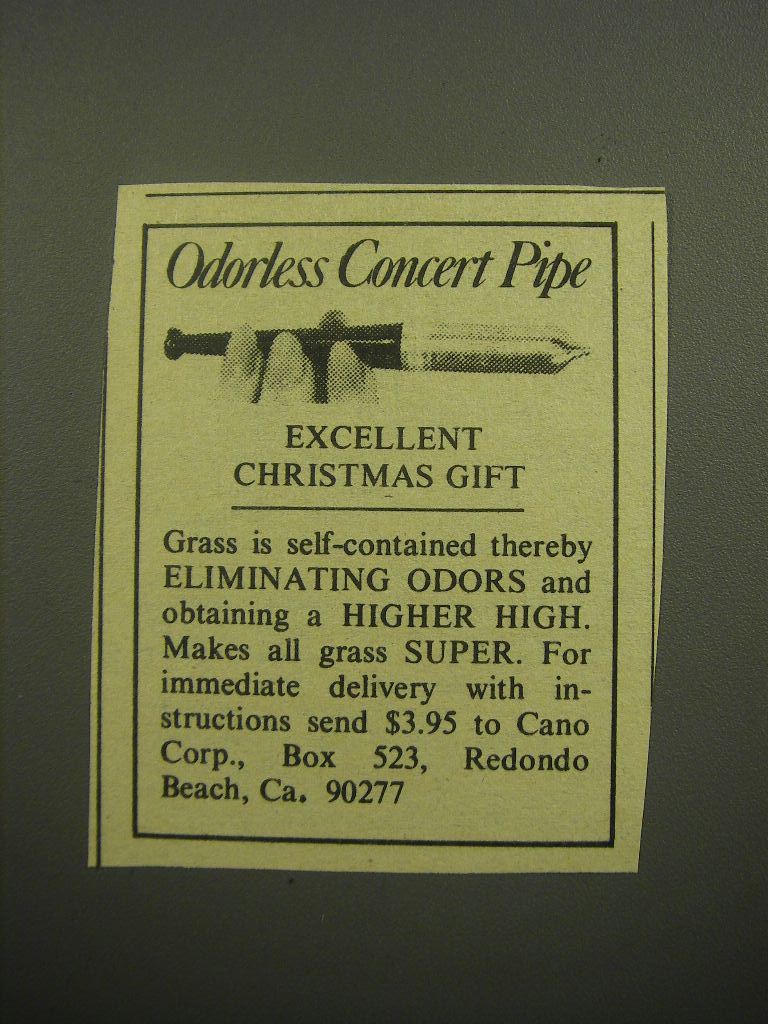 Odorless Concert Pipe
EXCELLENT
CHRISTMAS GIFT
Grass is self-contained thereby
ELIMINATING ODORS and
obtaining a HIGHER HIGH.
Makes all grass SUPER. For
immediate delivery with in-
structions send $3.95 to Cano
Corp., Box 523, Redondo
Beach, Ca. 90277